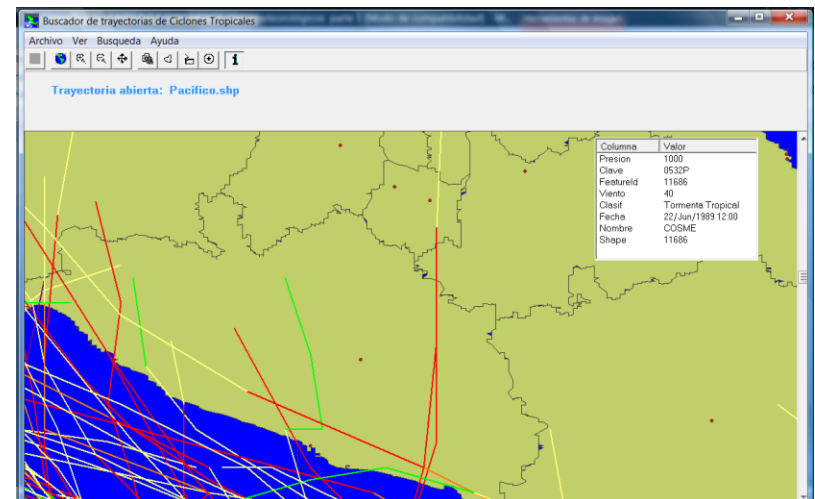 Buscador de trayectorias de Ciclones Tropicales
Archivo Ver Busqueda Ayuda
Trayectoria abierta: Pacifico.shp
Columna Valor
Presion 1000
Clave 0532P
FeatureId 11686
Viento 40
Clasif Tormenta Tropical
Fecha 22/Jun/1989 12:00
Nombre COSME
Shape 11686